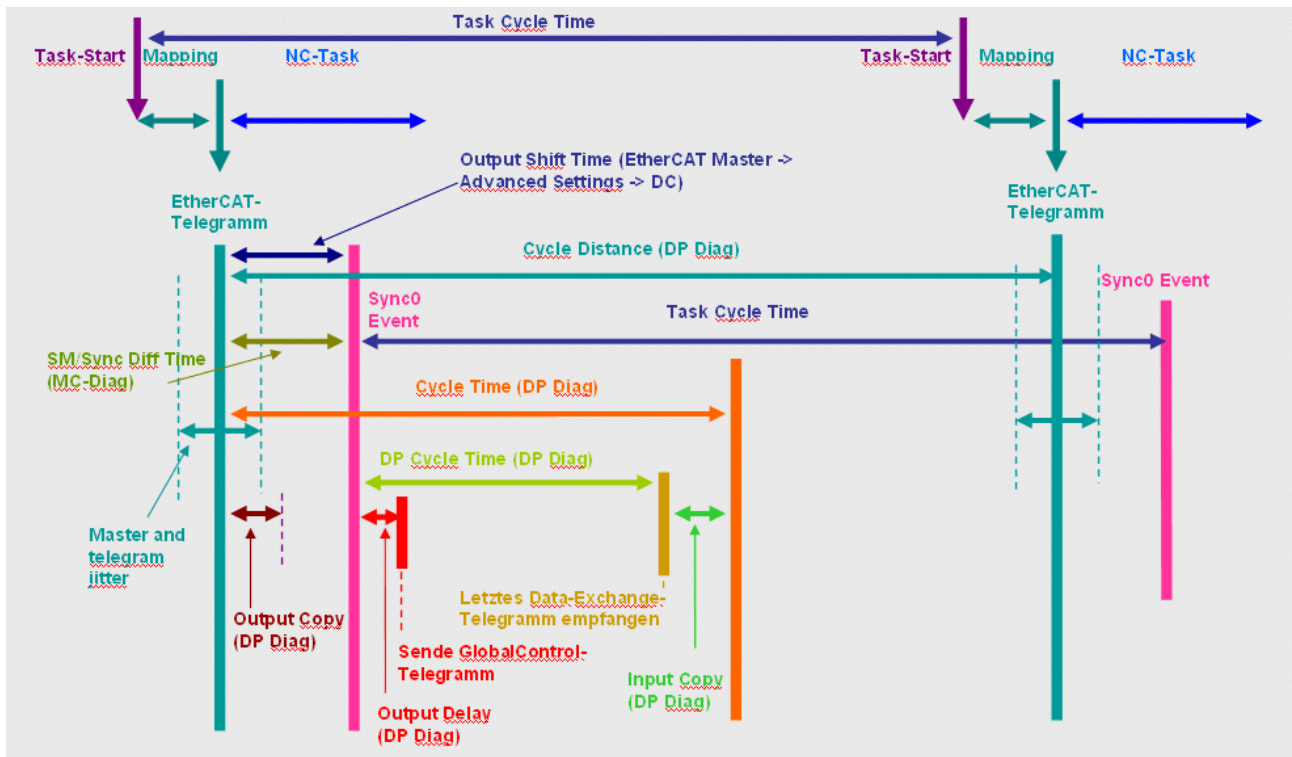 Task Cycle Time
Task-Start
Mapping
NC-Task
Task-Start
Mapping
NC-Task
Output Shift Time (EtherCAT Master ->
Advanced Settings -> DC)
EtherCAT-
Telegramm
EtherCAT-
Telegramm
Cycle Distance (DP Diag)
Sync0 Event
Sync0
Event
Task Cycle Time
SM/Sync Diff Time
(MC-Diag)
Cycle Time (DP Diag)
DP Cycle Time (DP Diag)
Master and
telegram
jitter
Letztes Data-Exchange-
Telegramm empfangen
Output Copy
(DP Diag)
Sende GlobalControl-
Telegramm
Input Copy
(DP Diag)
Output Delay
(DP Diag)